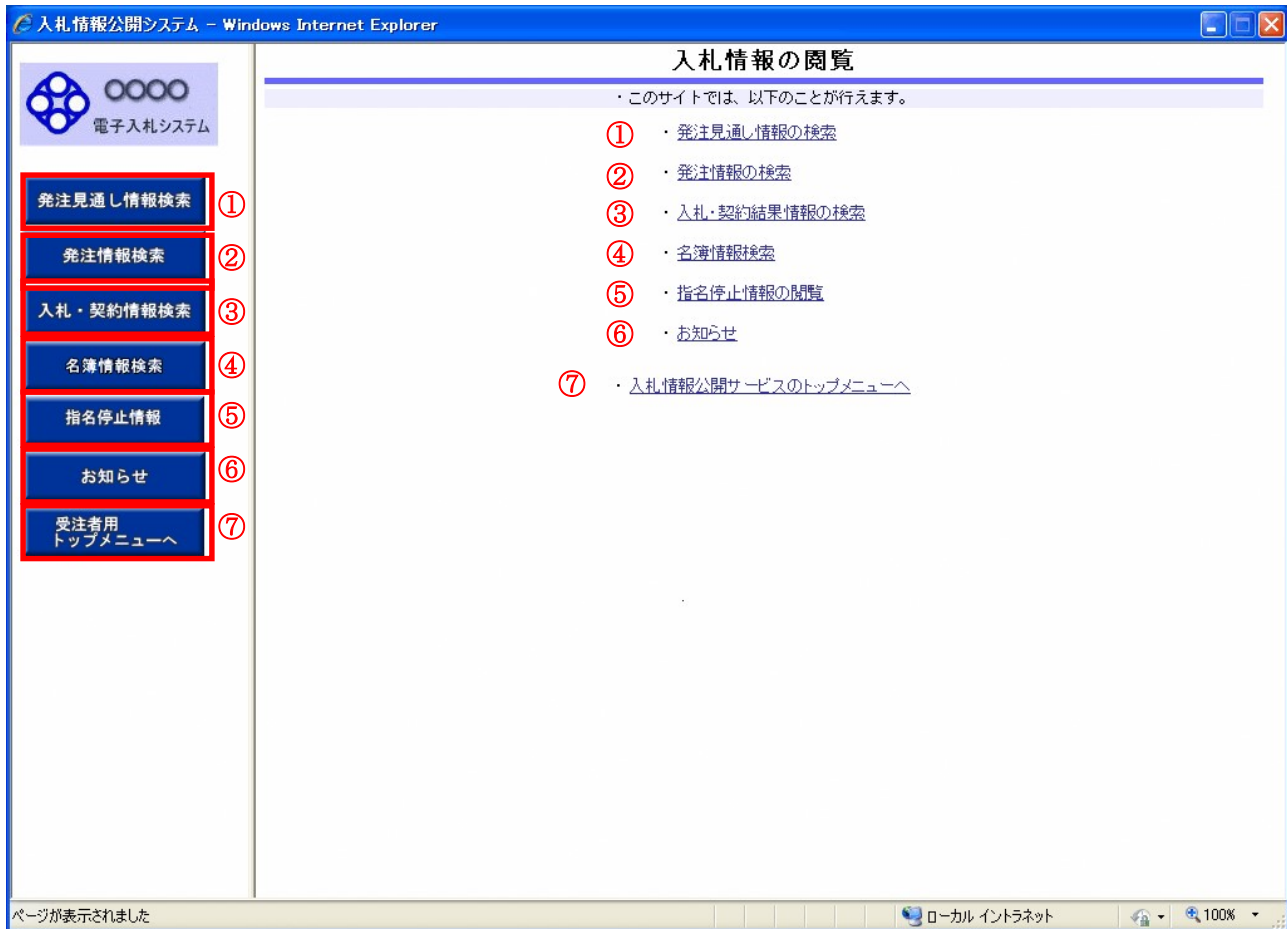 入札情報公開システム - Windows Internet Explorer
○○○○
電子入札システム
発注見通し情報検索 ①
発注情報検索 ②
入札・契約情報検索 ③
名簿情報検索 ④
指名停止情報 ⑤
お知らせ ⑥
受注者用
トップメニューへ ⑦
入札情報の閲覧
・このサイトでは、以下のことが行えます。
① ・発注見通し情報の検索
② ・発注情報の検索
③ ・入札・契約結果情報の検索
④ ・名簿情報検索
⑤ ・指名停止情報の閲覧
⑥ ・お知らせ
⑦ ・入札情報公開サービスのトップメニューへ
ページが表示されました ローカル イントラネット 100%